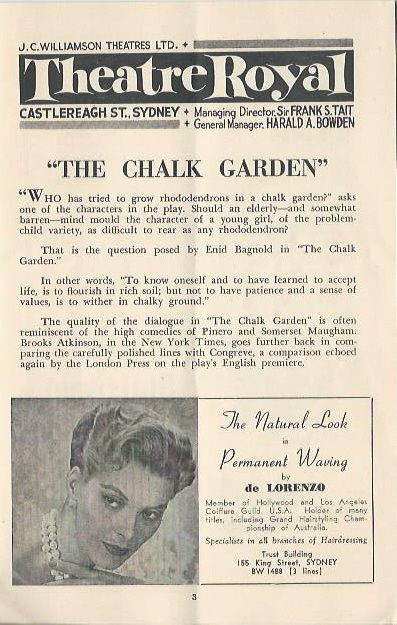 J.C.WILLIAMSON THEATRES LTD. +
Theatre Royal
CASTLEREAGH ST., SYDNEY + Managing Director, Sir FRANK S. TAIT
+ General Manager, HAROLD A. BOWDEN
"THE CHALK GARDEN"
"WHO has tried to grow rhododendrons in a chalk garden?" asks
one of the characters in the play. Should an elderly—and somewhat
barren—mind mould the character of a young girl, of the problem-
child variety, as difficult to rear as any rhododendron?
That is the question posed by Enid Bagnold in "The Chalk
Garden."
In other words, "To know oneself and to have learned to accept
life, is to flourish in rich soil; but not to have patience and a sense of
values, is to wither in chalky ground."
The quality of the dialogue in "The Chalk Garden" is often
reminiscent of the high comedies of Pinero and Somerset Maugham.
Brooks Atkinson, in the New York Times, goes further back in com-
paring the carefully polished lines with Congreve, a comparison echoed
again by the London Press on the play's English premiere.
The Natural Look
in
Permanent Waving
by
de LORENZO
Member of Hollywood and Los Angeles
Coiffure Guild U.S.A. Holder of many
titles, including Grand Hairstyling Cham-
pionship of Australia.
Specialists in all branches of Hairdressing
Trust Building
155 King Street, SYDNEY
BW 1488 (3 lines)
3